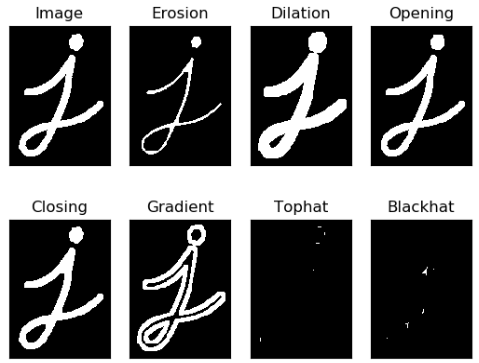 Image Erosion Dilation Opening
j j j j
Closing Gradient Tophat Blackhat
j j